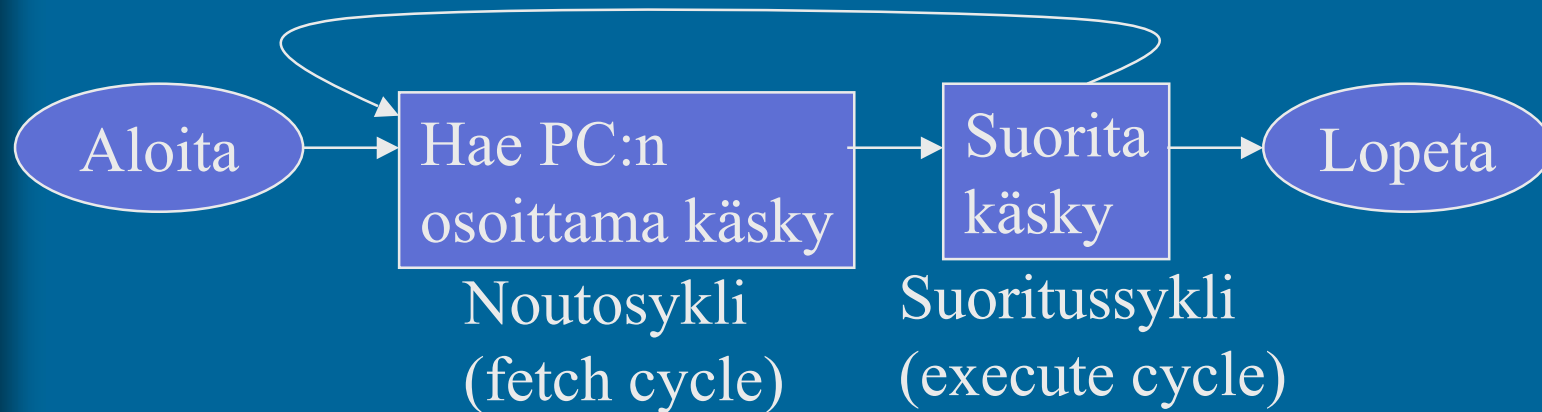 Aloita
Hae PC:n
osoittama käsky
Suorita
käsky
Lopeta
Noutosykli
(fetch cycle)
Suoritussykli
(execute cycle)